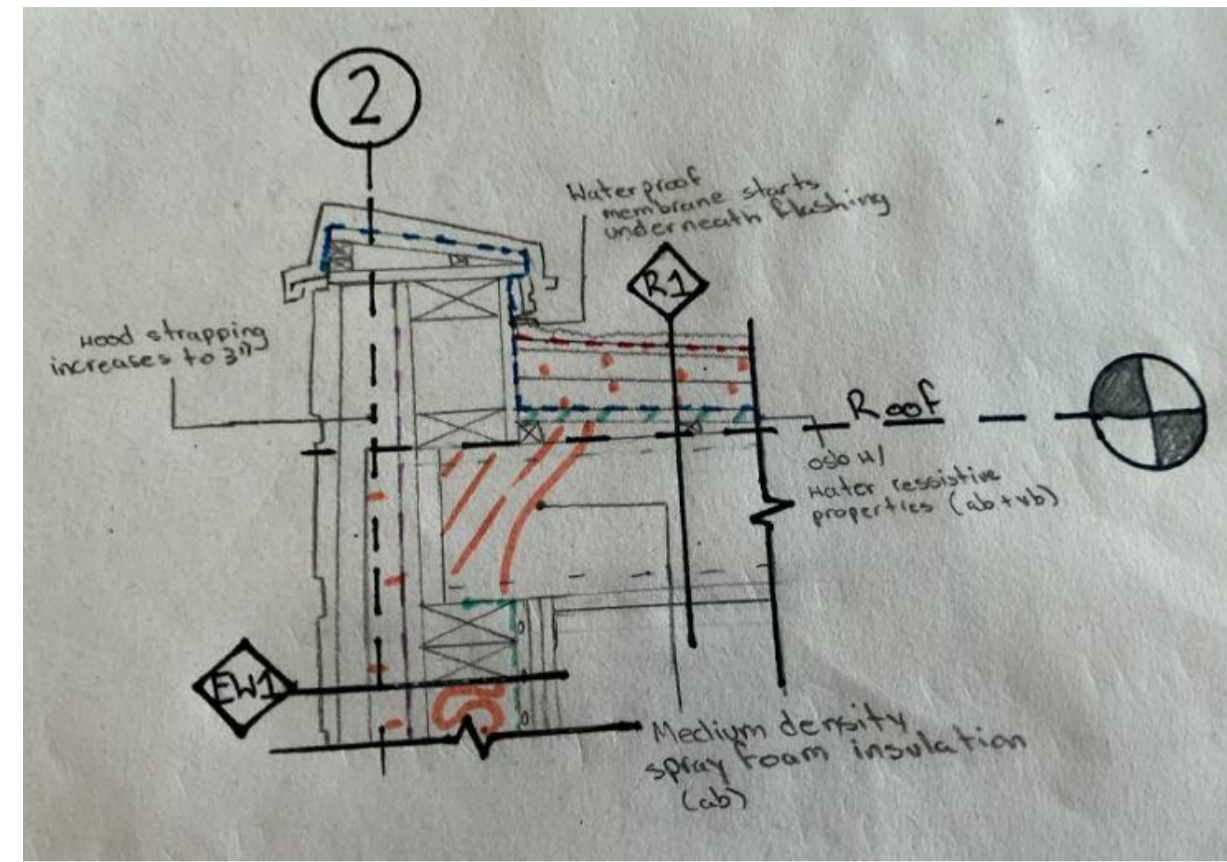 2
Waterproof
membrane starts
underneath flashing
R1
wood strapping
increases to 3"
Roof
osb w/
water ressistive
properties (ab+vb)
EW1
Medium density
spray foam insulation
(ab)